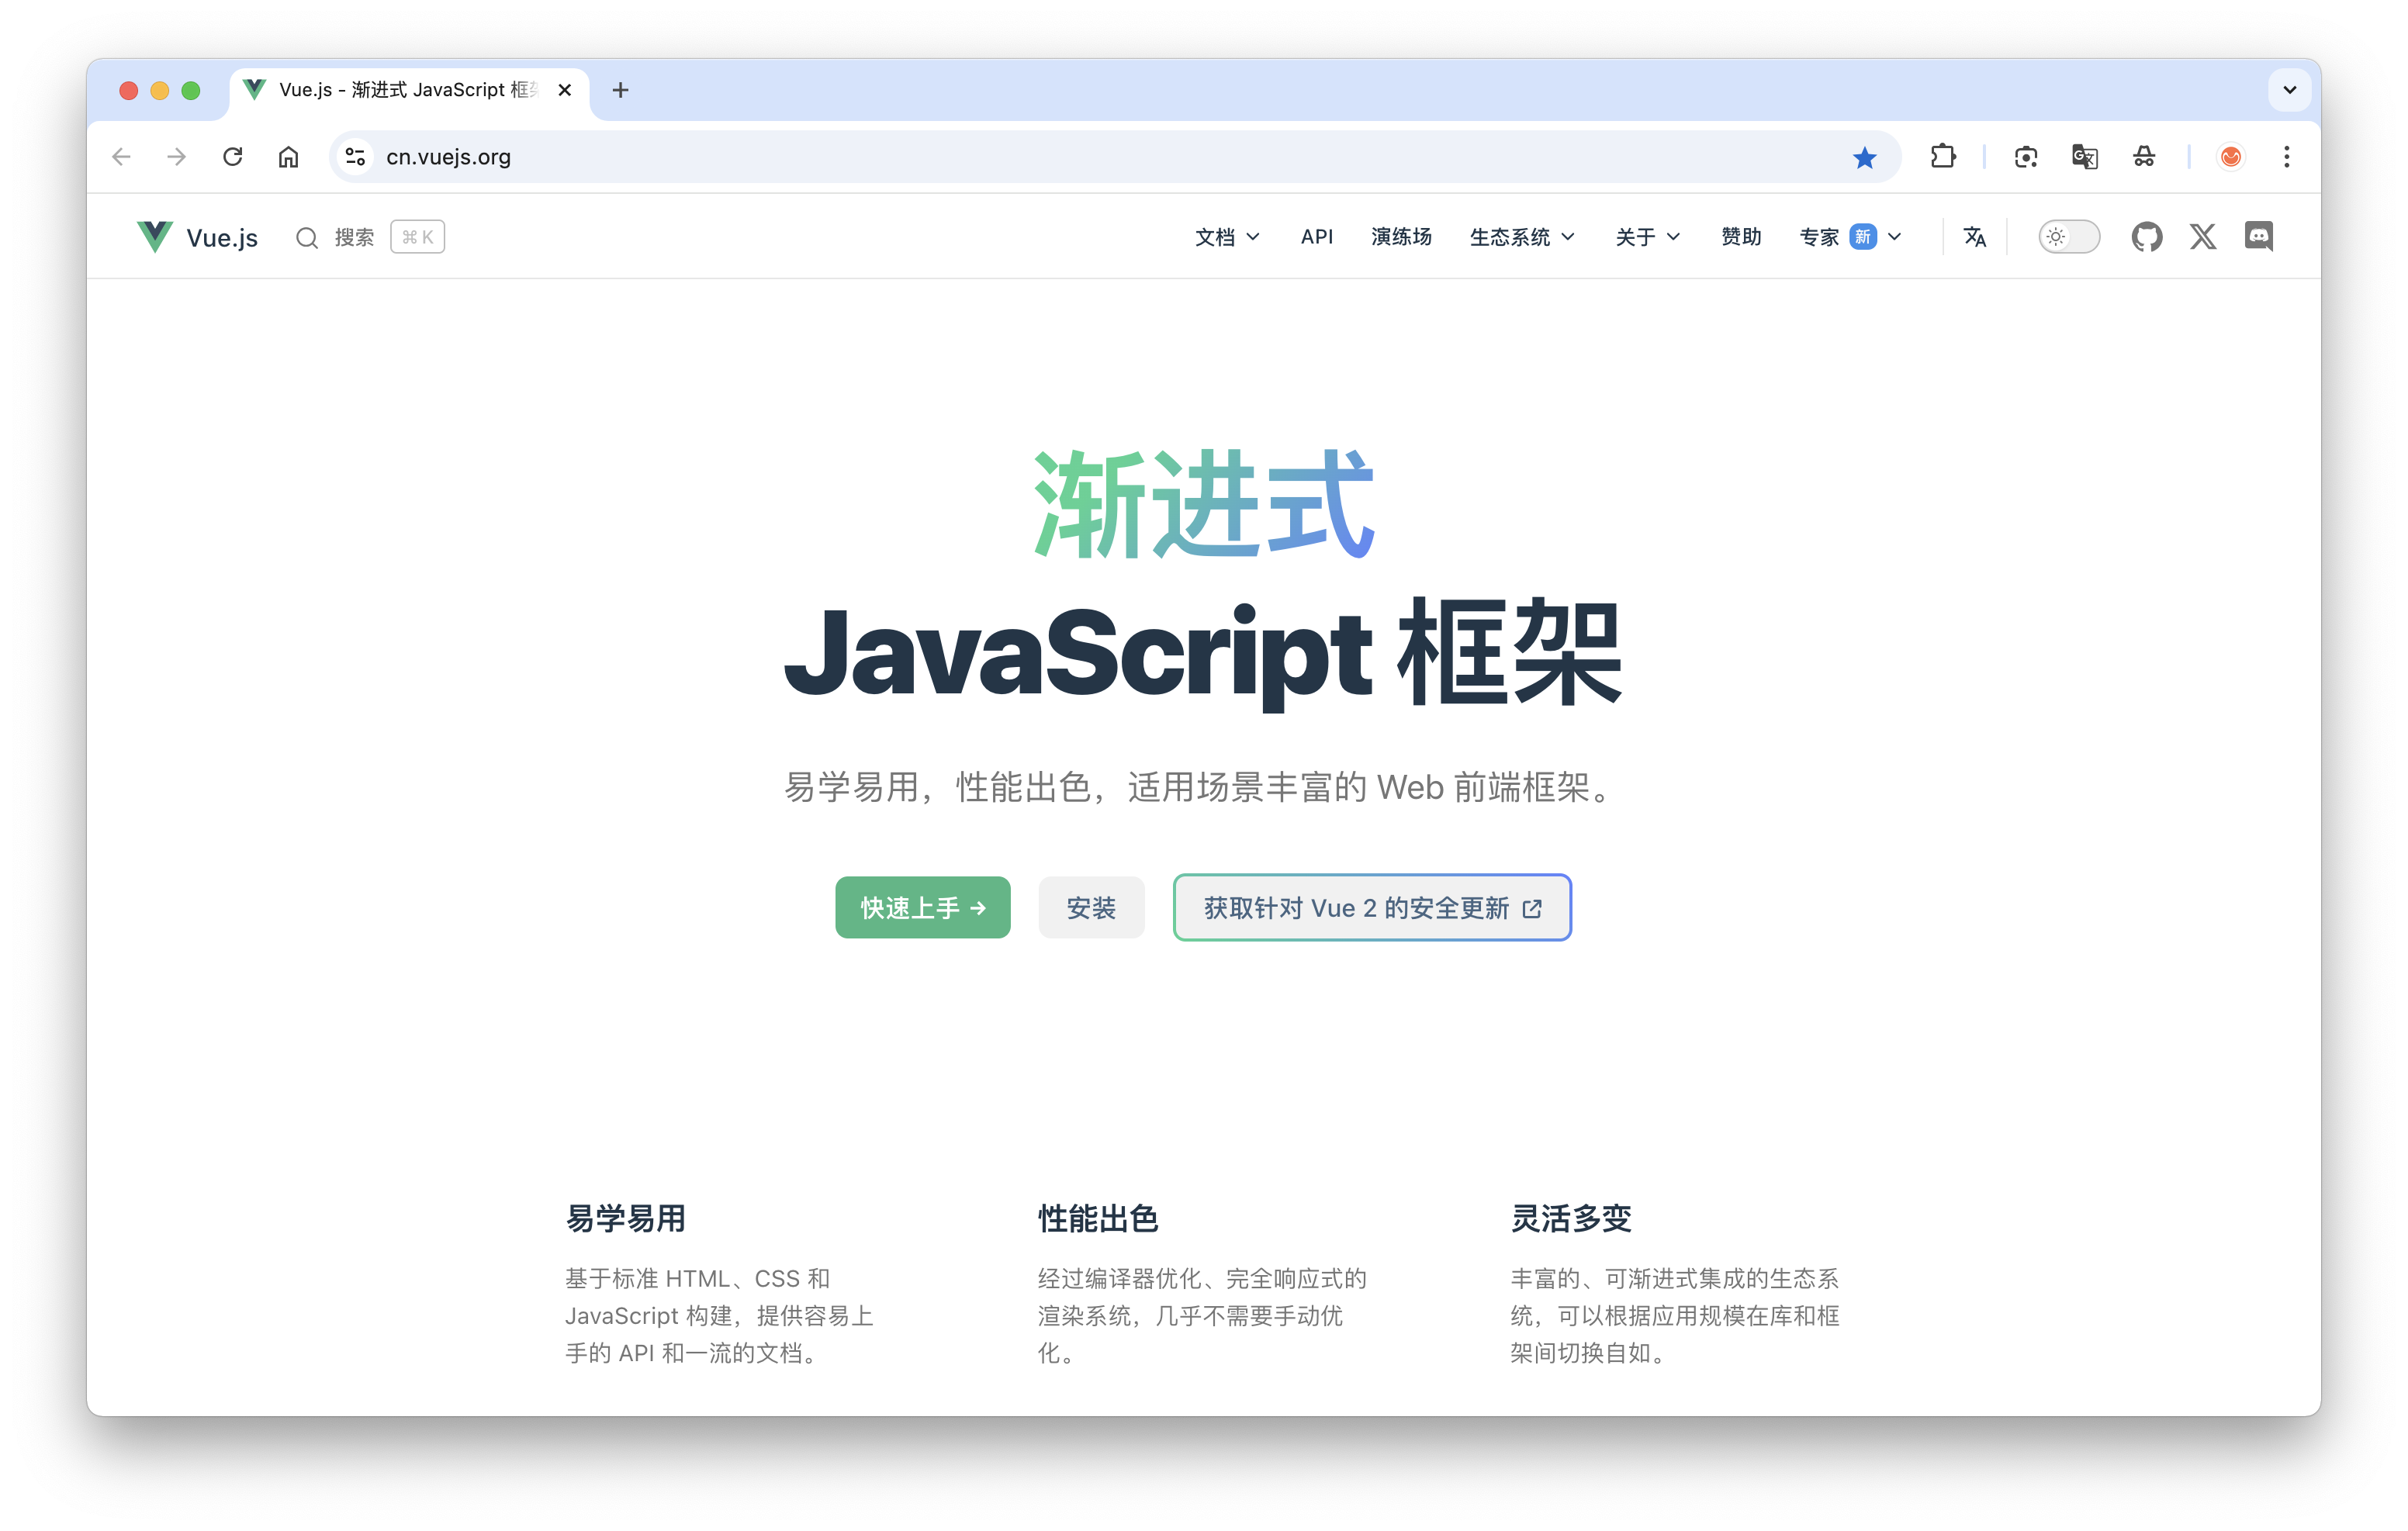 Vue.js - 渐进式 JavaScript 框
cn.vuejs.org
Vue.js
搜索
⌘ K
文档
API
演练场
生态系统
关于
赞助
专家 新
渐进式
JavaScript 框架
易学易用，性能出色，适用场景丰富的 Web 前端框架。
快速上手 →
安装
获取针对 Vue 2 的安全更新
易学易用
基于标准 HTML、CSS 和
JavaScript 构建，提供容易上
手的 API 和一流的文档。
性能出色
经过编译器优化、完全响应式的
渲染系统，几乎不需要手动优
化。
灵活多变
丰富的、可渐进式集成的生态系
统，可以根据应用规模在库和框
架间切换自如。